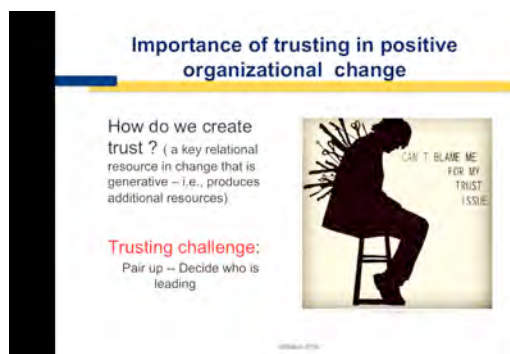 Importance of trusting in positive
organizational change
How do we create
trust ? ( a key relational
resource in change that is
generative – i.e., produces
additional resources)
Trusting challenge:
Pair up -- Decide who is
leading
CAN T BLAME ME
FOR MY
TRUST
ISSUE